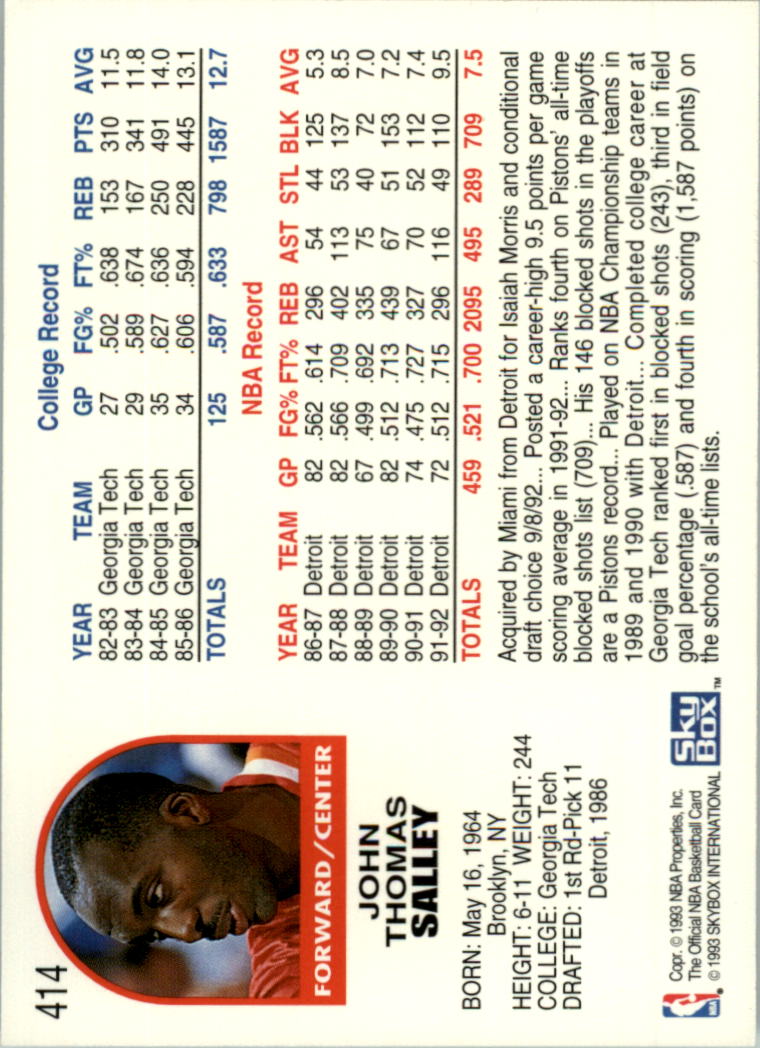 414
FORWARD/CENTER
JOHN
THOMAS
SALLEY
BORN: May 16, 1964
Brooklyn, NY
HEIGHT: 6-11 WEIGHT: 244
COLLEGE: Georgia Tech
DRAFTED: 1st Rd-Pick 11
Detroit, 1986
NBA
Copr. © 1993 NBA Properties, Inc.
The Official NBA Basketball Card
© 1993 SKYBOX INTERNATIONAL
SkyBox™
College Record
YEAR TEAM GP FG% FT% REB PTS AVG
82-83 Georgia Tech 27 .502 .638 153 310 11.5
83-84 Georgia Tech 29 .589 .674 167 341 11.8
84-85 Georgia Tech 35 .627 .636 250 491 14.0
85-86 Georgia Tech 34 .606 .594 228 445 13.1
TOTALS 125 .587 .633 798 1587 12.7
NBA Record
YEAR TEAM GP FG% FT% REB AST STL BLK AVG
86-87 Detroit 82 .562 .614 296 54 44 125 5.3
87-88 Detroit 82 .566 .709 402 113 53 137 8.5
88-89 Detroit 67 .499 .692 335 75 40 72 7.0
89-90 Detroit 82 .512 .713 439 67 51 153 7.2
90-91 Detroit 74 .475 .727 327 70 52 112 7.4
91-92 Detroit 72 .512 .715 296 116 49 110 9.5
TOTALS 459 .521 .700 2095 495 289 709 7.5
Acquired by Miami from Detroit for Isaiah Morris and conditional
draft choice 9/8/92... Posted a career-high 9.5 points per game
scoring average in 1991-92... Ranks fourth on Pistons' all-time
blocked shots list (709)... His 146 blocked shots in the playoffs
are a Pistons record... Played on NBA Championship teams in
1989 and 1990 with Detroit... Completed college career at
Georgia Tech ranked first in blocked shots (243), third in field
goal percentage (.587) and fourth in scoring (1,587 points) on
the school's all-time lists.